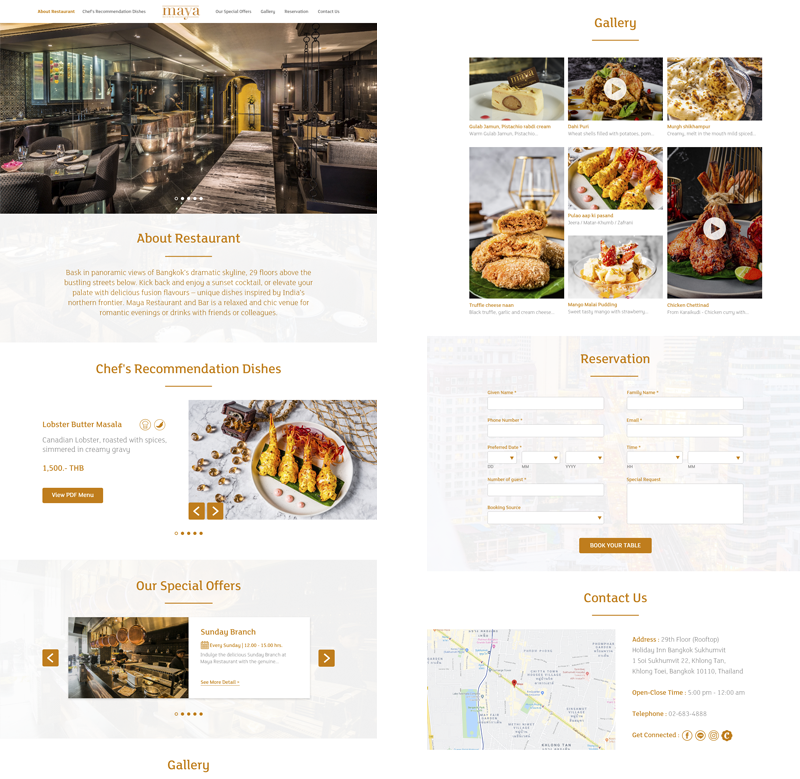 About Restaurant
Chef's Recommendation Dishes
maya
Our Special Offers
Gallery
Reservation
Contact Us
About Restaurant
Bask in panoramic views of Bangkok's dramatic skyline, 29 floors above the
bustling streets below. Kick back and enjoy a sunset cocktail, or elevate your
palate with delicious fusion flavours – unique dishes inspired by India's
northern frontier. Maya Restaurant and Bar is a relaxed and chic venue for
romantic evenings or drinks with friends or colleagues.
Chef's Recommendation Dishes
Lobster Butter Masala
Canadian Lobster, roasted with spices,
simmered in creamy gravy
1,500.- THB
View PDF Menu
Our Special Offers
Sunday Branch
Every Sunday | 12:00 - 15.00 hrs.
Indulge the delicious Sunday Branch at
Maya Restaurant with the genuine...
See More Detail >
Gallery
Gallery
maya
Gulab Jamun, Pistachio rabdi cream
Warm Gulab Jamun, Pistachio...
Dahi Puri
Wheat shells filled with potatoes, pom...
Murgh shikhampur
Creamy, melt in the mouth mild spiced...
Pulao aap ki pasand
Jeera / Matar-Khumb / Zafrani
Truffle cheese naan
Black truffle, garlic and cream cheese...
Mango Malai Pudding
Sweet tasty mango with strawberry...
Chicken Chettinad
From Karaikudi - Chicken curry with...
Reservation
Given Name *
Family Name *
Phone Number *
Email *
Preferred Date *
Time *
DD
MM
YYYY
HH
MM
Number of guest *
Special Request
Booking Source
BOOK YOUR TABLE
Contact Us
Address : 29th Floor (Rooftop)
Holiday Inn Bangkok Sukhumvit
1 Soi Sukhumvit 22, Khlong Tan,
Khlong Toei, Bangkok 10110, Thailand
Open-Close Time : 5:00 pm - 12:00 am
Telephone : 02-683-4888
Get Connected :
KHLONG TAN